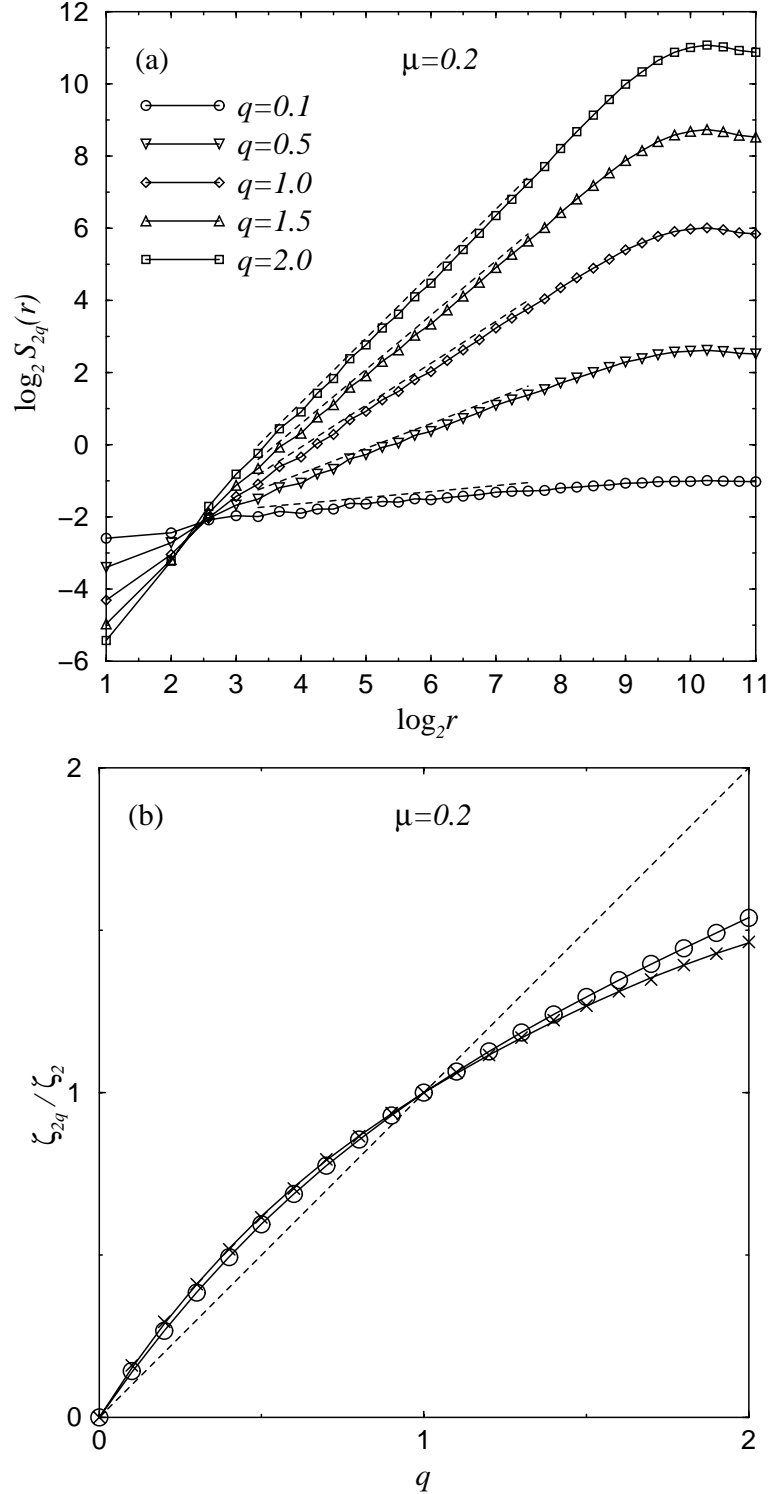 12
10
8
6
4
2
0
−2
−4
−6
(a)
μ=0.2
q=0.1
q=0.5
q=1.0
q=1.5
q=2.0
log2 S2q(r)
1 2 3 4 5 6 7 8 9 10 11
log2r
2
1
0
(b)
μ=0.2
ζ2q / ζ2
0 1 2
q